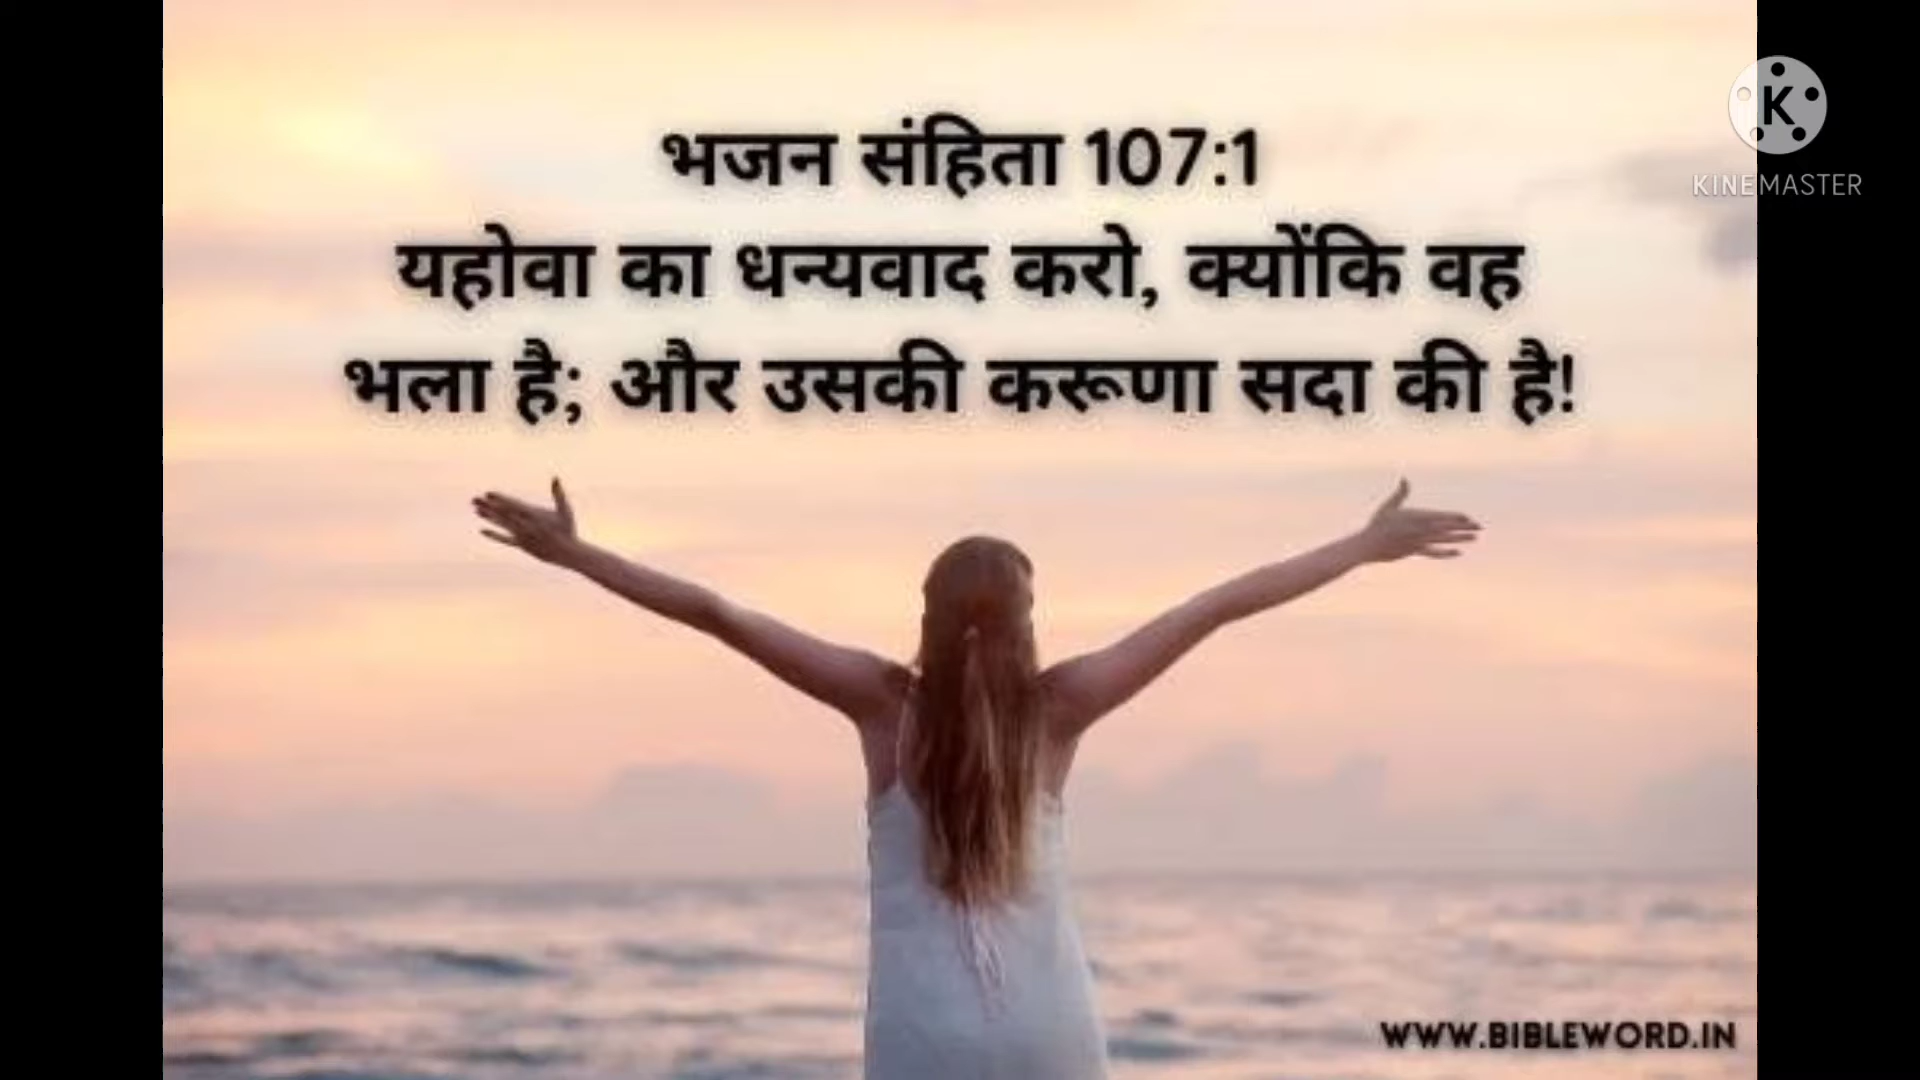 भजन संहिता 107:1
यहोवा का धन्यवाद करो, क्योंकि वह
भला है; और उसकी करूणा सदा की है!
K
KINEMASTER
WWW.BIBLEWORD.IN